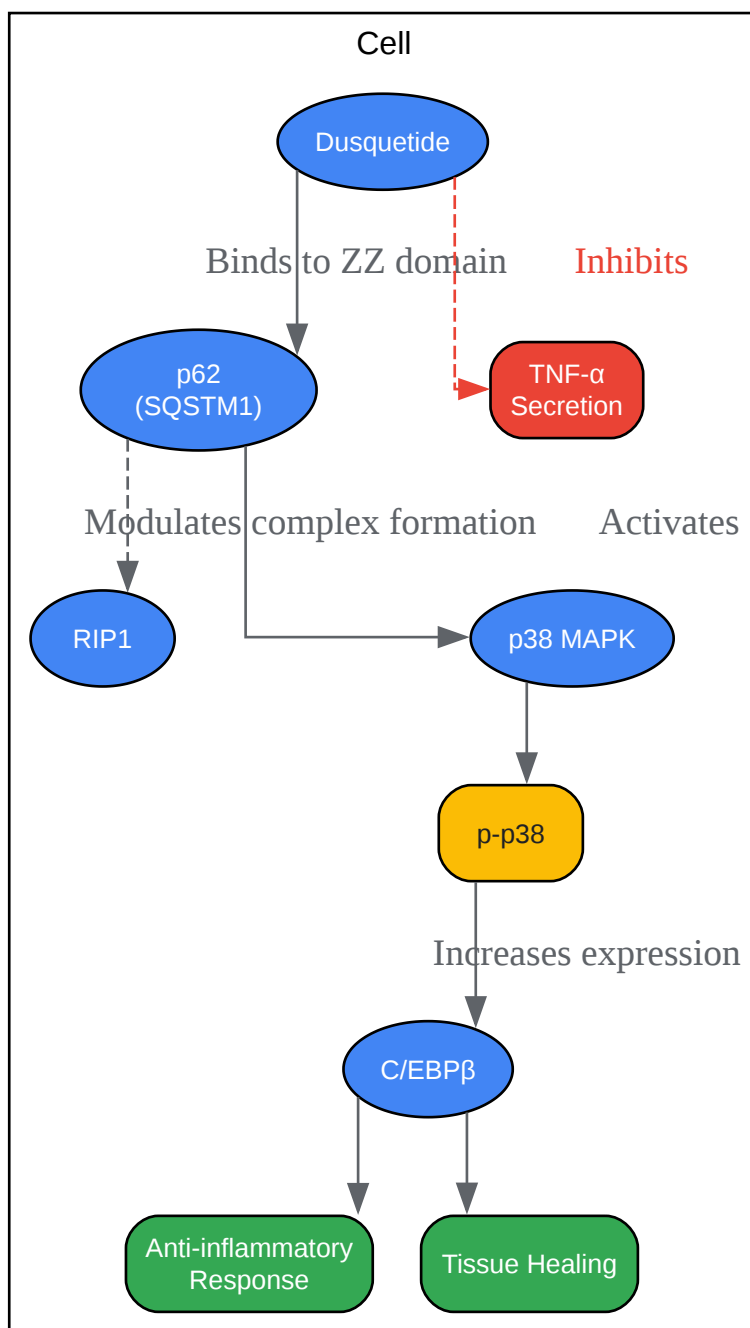 Cell
Dusquetide
Binds to ZZ domain
Inhibits
p62
(SQSTM1)
TNF-α
Secretion
Modulates complex formation
Activates
RIP1
p38 MAPK
p-p38
Increases expression
C/EBPβ
Anti-inflammatory
Response
Tissue Healing